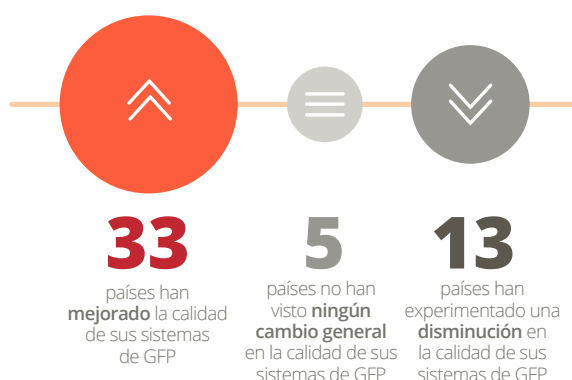 33
países han
mejorado la calidad
de sus sistemas
de GFP
5
países no han
visto ningún
cambio general
en la calidad de sus
sistemas de GFP
13
países han
experimentado una
disminución en
la calidad de sus
sistemas de GFP